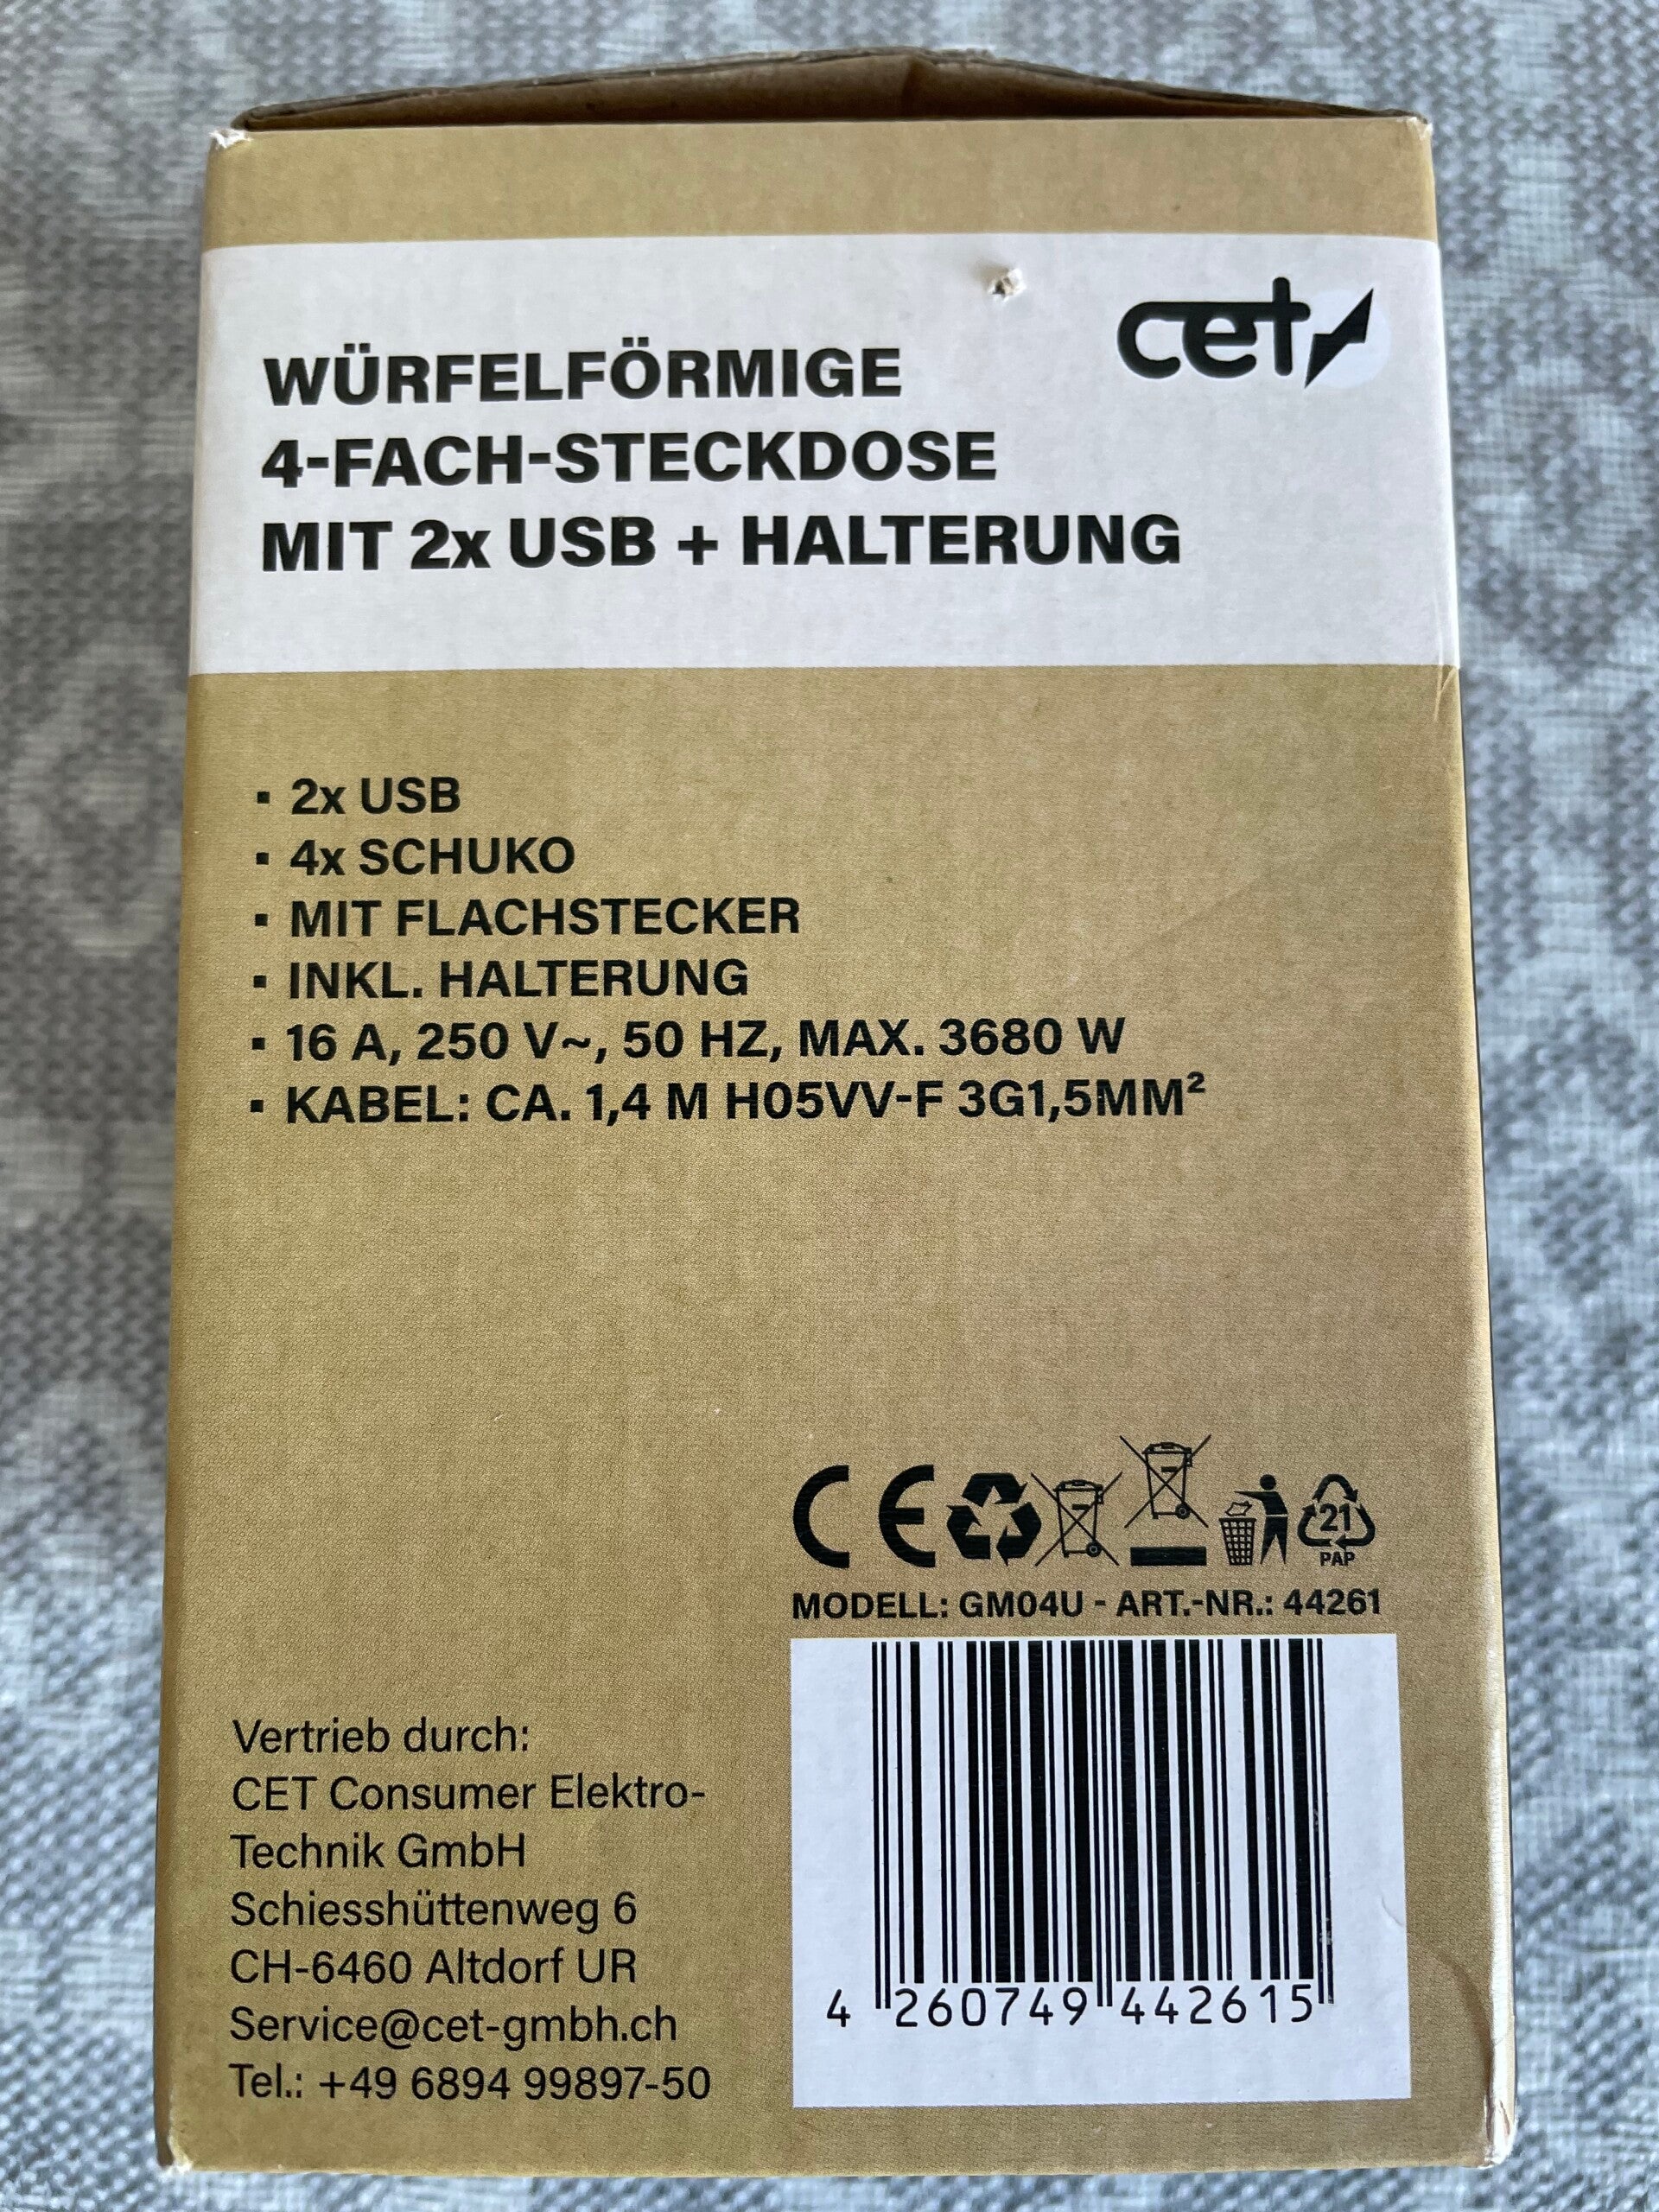 cet
WÜRFELFÖRMIGE
4-FACH-STECKDOSE
MIT 2x USB + HALTERUNG
▪ 2x USB
▪ 4x SCHUKO
▪ MIT FLACHSTECKER
▪ INKL. HALTERUNG
▪ 16 A, 250 V~, 50 HZ, MAX. 3680 W
▪ KABEL: CA. 1,4 M H05VV-F 3G1,5MM²
CE
21
PAP
MODELL: GM04U - ART.-NR.: 44261
Vertrieb durch:
CET Consumer Elektro-
Technik GmbH
Schiesshüttenweg 6
CH-6460 Altdorf UR
Service@cet-gmbh.ch
Tel.: +49 6894 99897-50
4 260749 442615